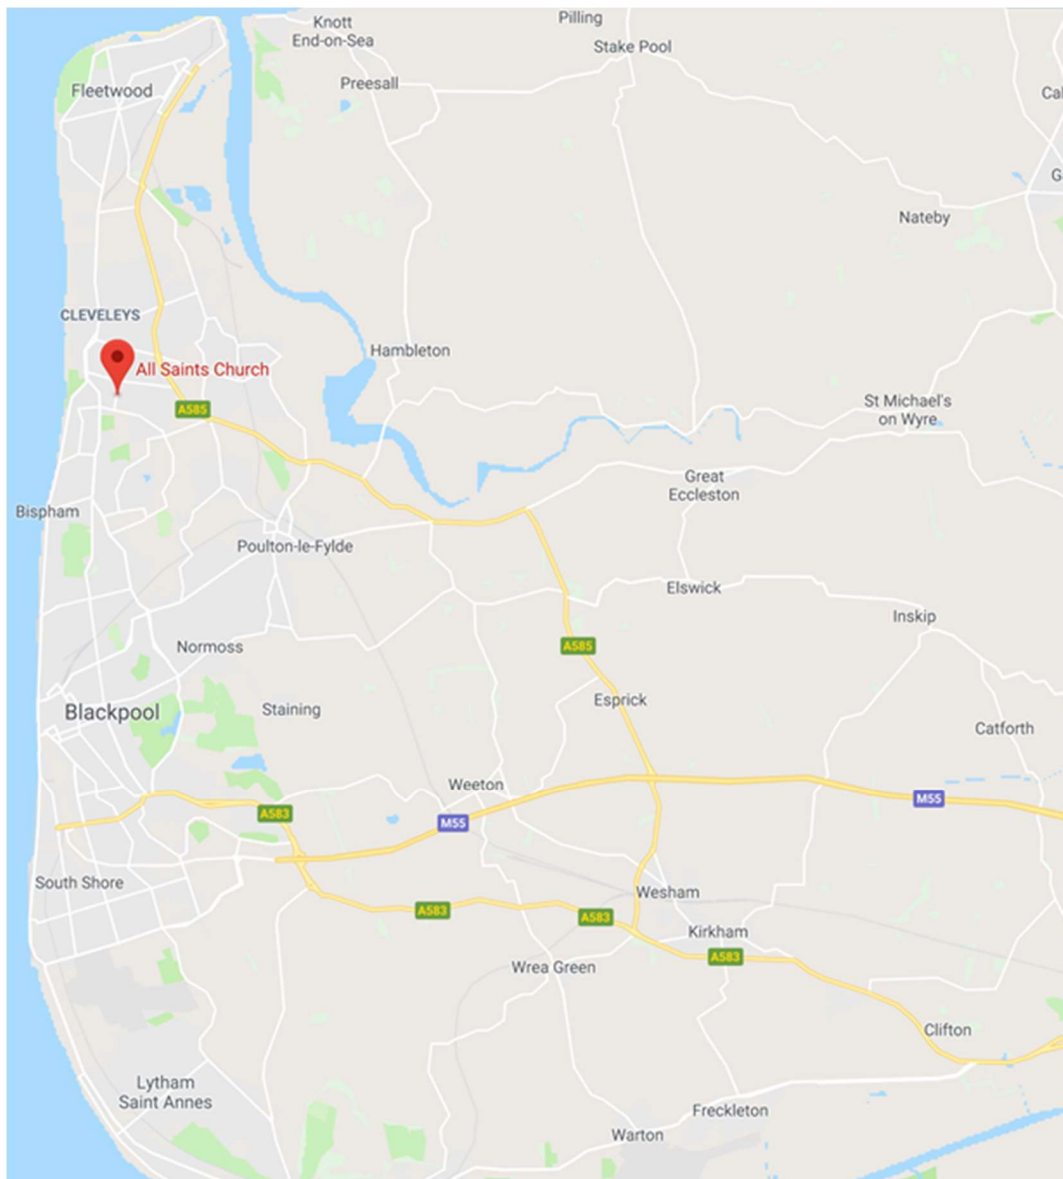 Knott
End-on-Sea
Pilling
Stake Pool
Preesall
Fleetwood
Nateby
CLEVELEYS
Hambleton
All Saints Church
A585
St Michael's
on Wyre
Great
Eccleston
Bispham
Poulton-le-Fylde
Elswick
Inskip
Normoss
A585
Esprick
Staining
Blackpool
Catforth
Weeton
M55
A583
M55
South Shore
Wesham
A583
A583
Kirkham
A583
Wrea Green
Clifton
Lytham
Saint Annes
Freckleton
Warton